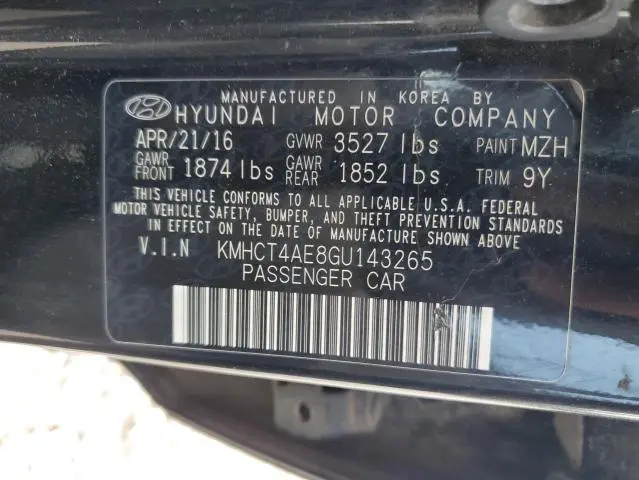 MANUFACTURED IN KOREA BY
HYUNDAI MOTOR COMPANY
APR/21/16 GVWR 3527 lbs PAINT MZH
GAWR FRONT 1874 lbs GAWR REAR 1852 lbs TRIM 9Y
THIS VEHICLE CONFORMS TO ALL APPLICABLE U.S.A. FEDERAL
MOTOR VEHICLE SAFETY, BUMPER, AND THEFT PREVENTION STANDARDS
IN EFFECT ON THE DATE OF MANUFACTURE SHOWN ABOVE.
V.I.N KMHCT4AE8GU143265
PASSENGER CAR